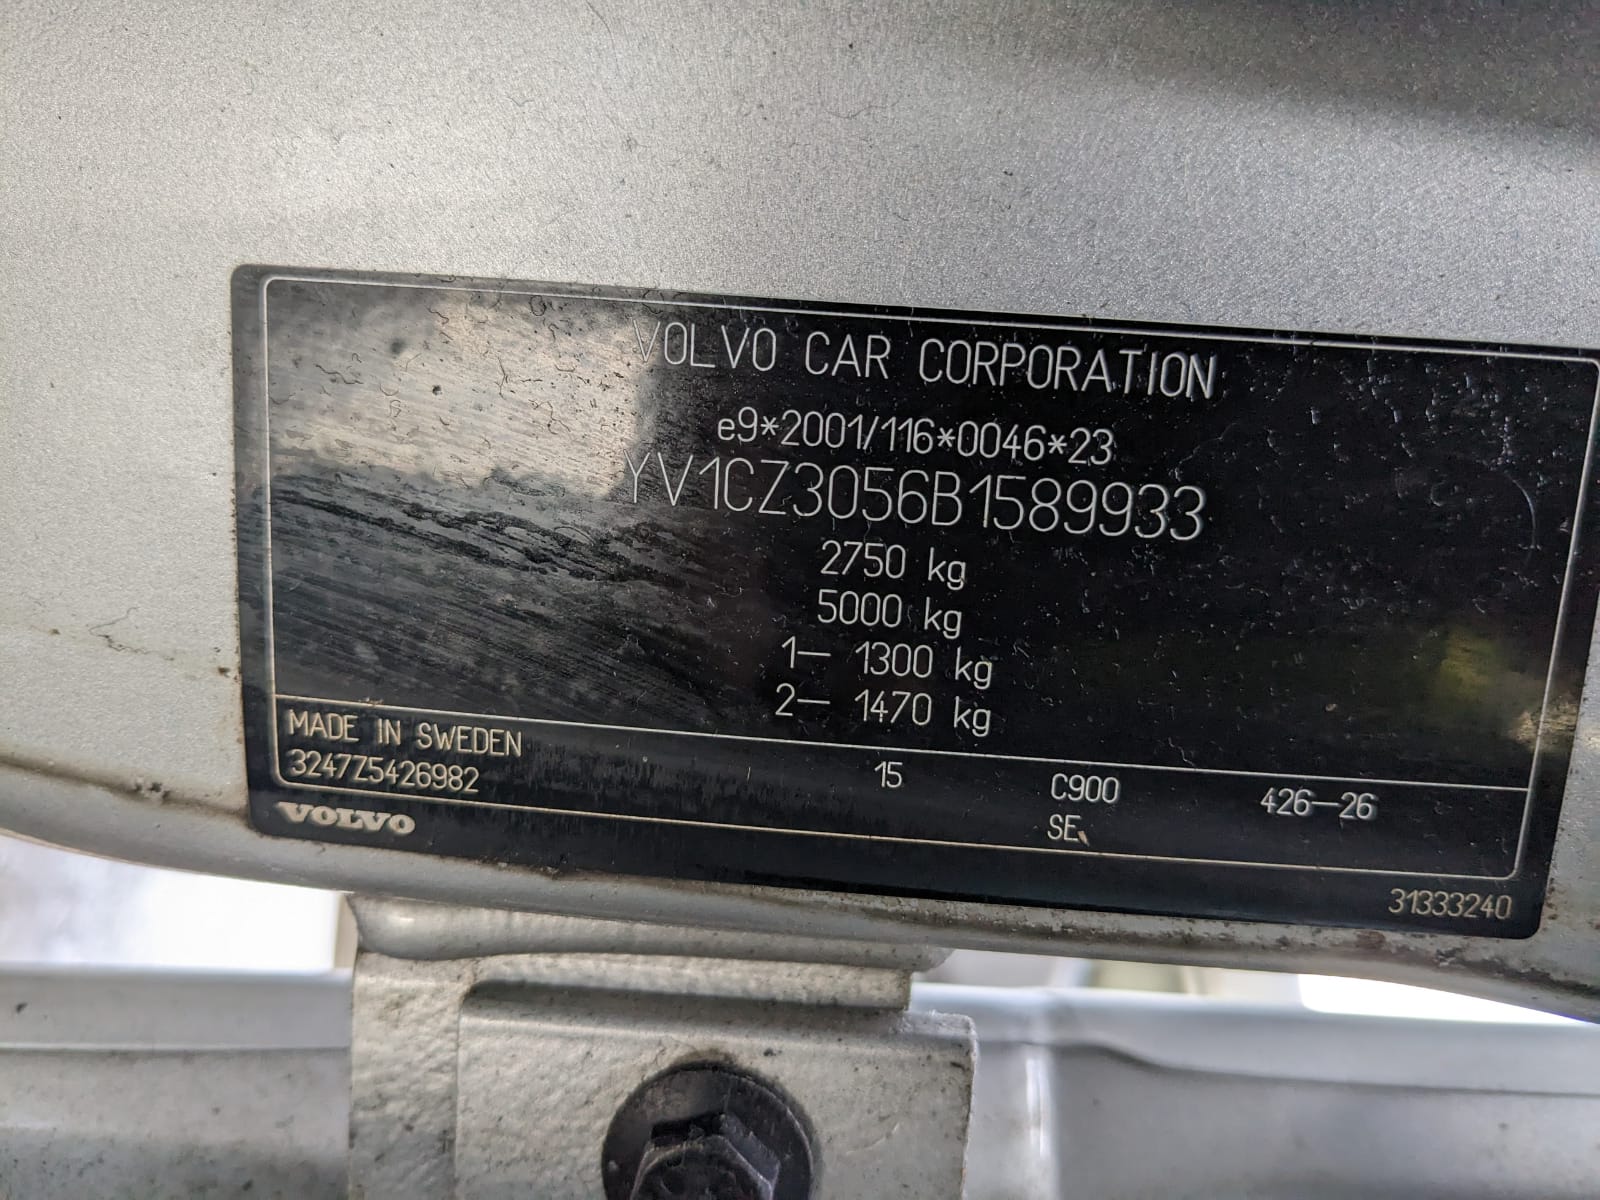 VOLVO CAR CORPORATION
e9*2001/116*0046*23
YV1CZ3056B1589933
2750 kg
5000 kg
1— 1300 kg
2— 1470 kg
MADE IN SWEDEN
3247Z5426982 15 C900 426—26
SE
VOLVO
31333240